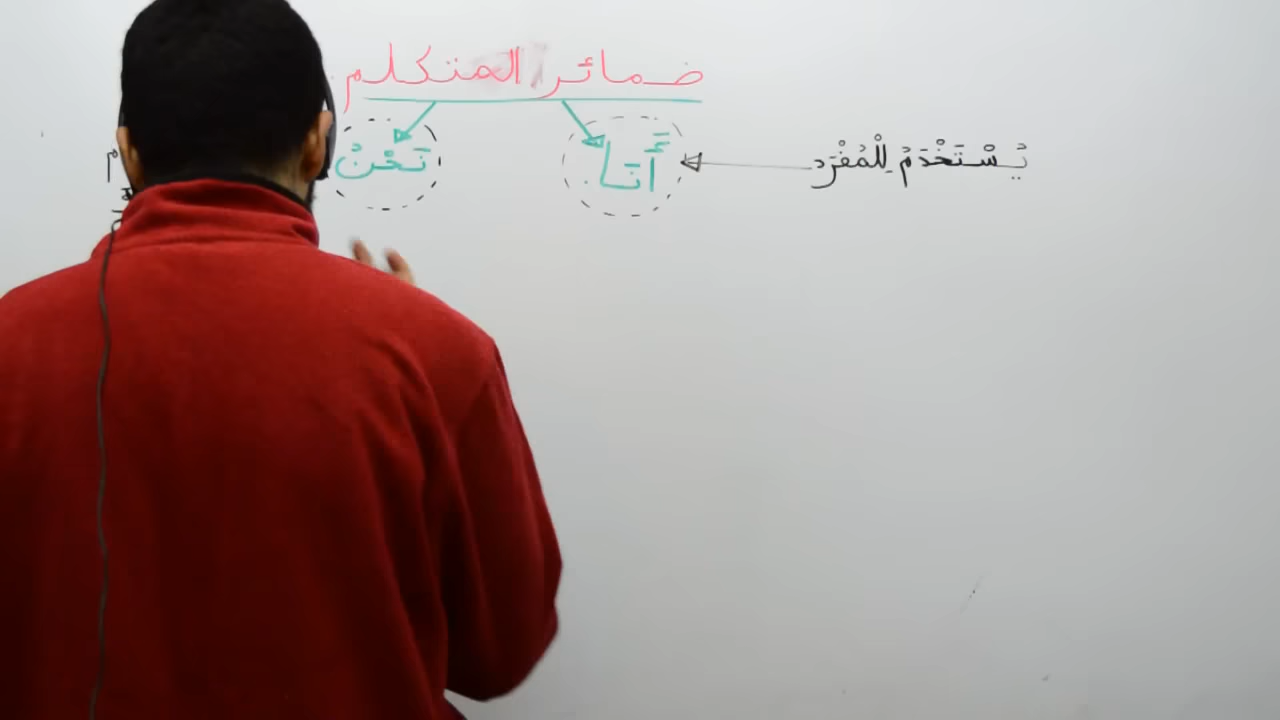 ضمائر المتكلم
يُسْتَخْدَمُ لِلْمُفْرَد أَنَا نَحْنُ